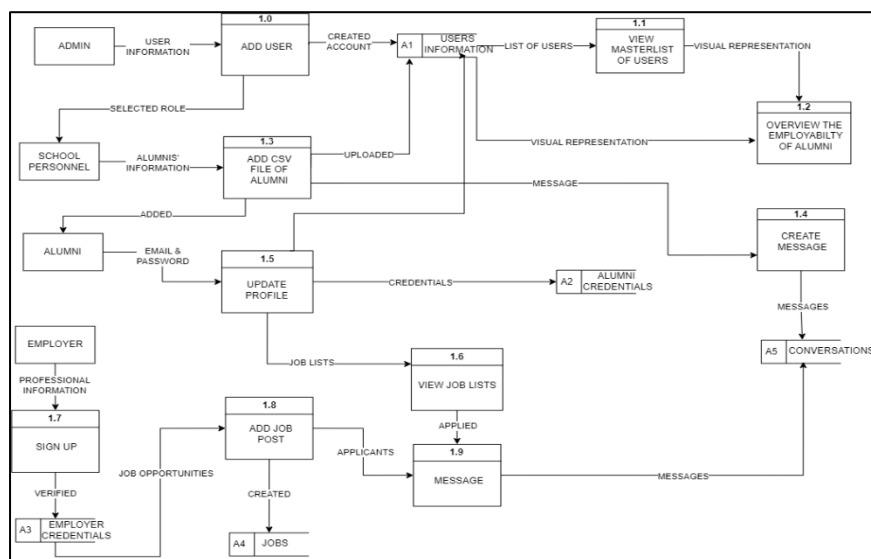 1.0
1.1
ADMIN
USER
INFORMATION
ADD USER
CREATED
ACCOUNT
A1
USERS
INFORMATION
LIST OF USERS
VIEW
MASTERLIST
OF USERS
VISUAL REPRESENTATION
SELECTED ROLE
1.2
OVERVIEW THE
EMPLOYABILTY
OF ALUMNI
1.3
SCHOOL
PERSONNEL
ALUMNIS'
INFORMATION
ADD CSV
FILE OF
ALUMNI
UPLOADED
VISUAL REPRESENTATION
MESSAGE
ADDED
1.4
CREATE
MESSAGE
ALUMNI
EMAIL &
PASSWORD
1.5
UPDATE
PROFILE
CREDENTIALS
A2
ALUMNI
CREDENTIALS
MESSAGES
EMPLOYER
A5
CONVERSATIONS
JOB LISTS
1.6
VIEW JOB LISTS
PROFESSIONAL
INFORMATION
1.7
SIGN UP
1.8
ADD JOB
POST
APPLIED
APPLICANTS
1.9
MESSAGE
MESSAGES
JOB OPPORTUNITIES
VERIFIED
CREATED
A3
EMPLOYER
CREDENTIALS
A4
JOBS